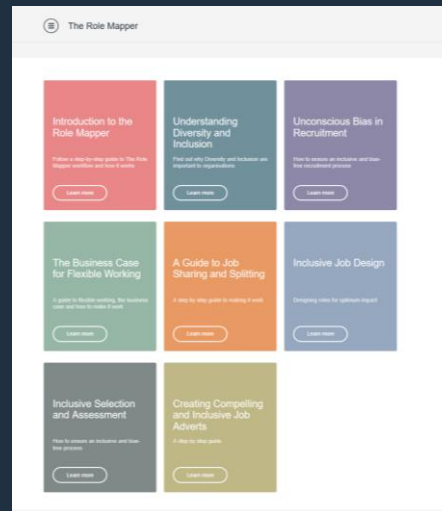 The Role Mapper
Introduction to the
Role Mapper
Follow a step-by-step guide to The Role
Mapper workflow and how it works
Learn more
Understanding
Diversity and
Inclusion
Find out why Diversity and Inclusion are
important to organisations
Learn more
Unconscious Bias in
Recruitment
How to ensure an inclusive and bias-
free recruitment process
Learn more
The Business Case
for Flexible Working
A guide to flexible working, the business
case and how to make it work
Learn more
A Guide to Job
Sharing and Splitting
A step by step guide to making it work
Learn more
Inclusive Job Design
Designing roles for optimum impact
Learn more
Inclusive Selection
and Assessment
How to ensure an inclusive and bias-
free process
Learn more
Creating Compelling
and Inclusive Job
Adverts
A step by step guide
Learn more